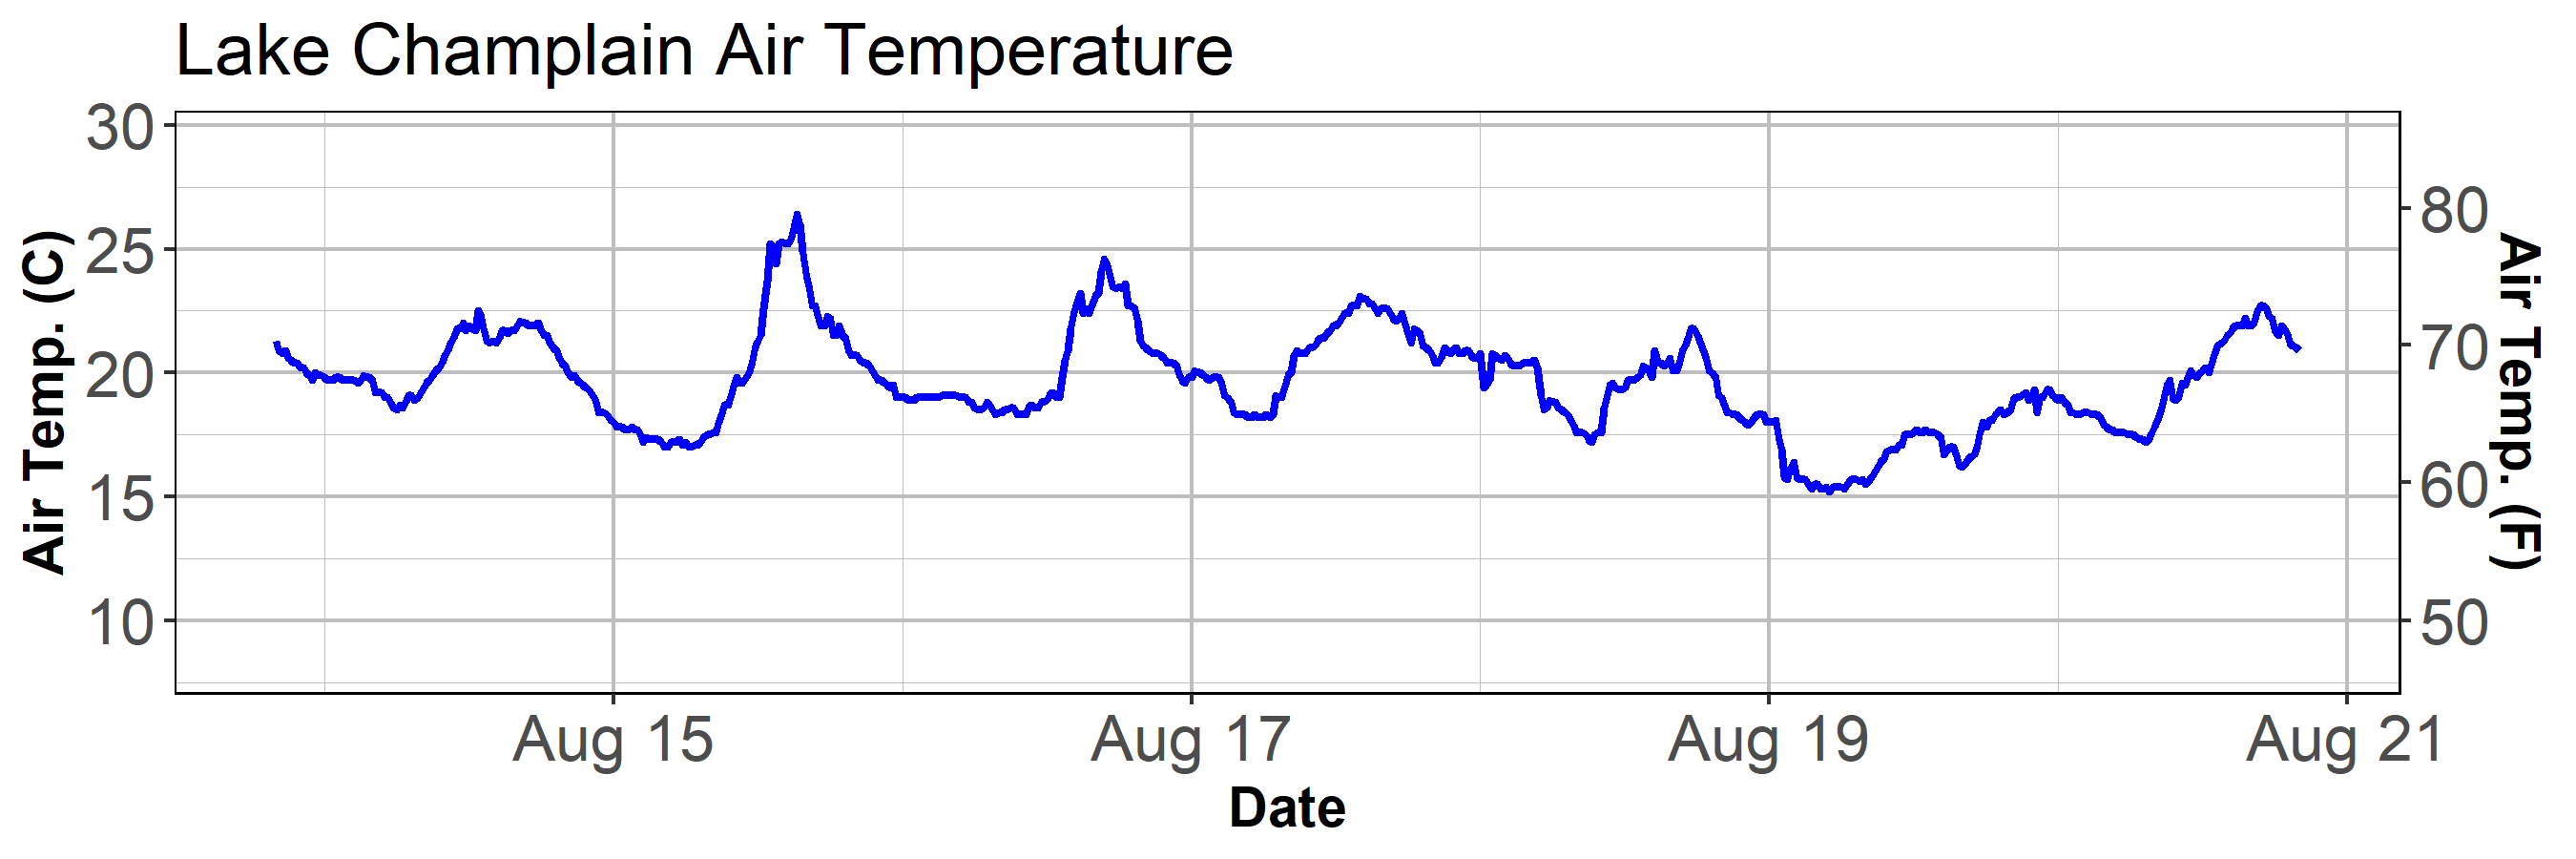 Lake Champlain Air Temperature
30
25
20
15
10
Air Temp. (C)
80
70
60
50
Air Temp. (F)
Aug 15 Aug 17 Aug 19 Aug 21
Date